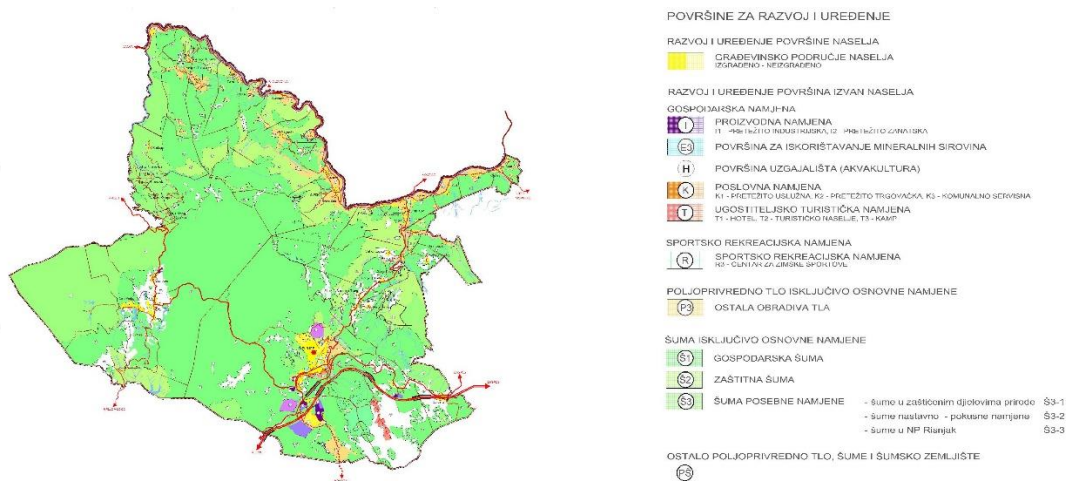 POVRŠINE ZA RAZVOJ I UREĐENJE
RAZVOJ I UREĐENJE POVRŠINE NASELJA
GRAĐEVINSKO PODRUČJE NASELJA
IZGRAĐENO - NEIZGRAĐENO
RAZVOJ I UREĐENJE POVRŠINA IZVAN NASELJA
GOSPODARSKA NAMJENA
I PROIZVODNA NAMJENA
I1 - PRETEŽITO INDUSTRIJSKA, I2 - PRETEŽITO ZANATSKA
E3 POVRŠINA ZA ISKORIŠTAVANJE MINERALNIH SIROVINA
H POVRŠINA UZGAJALIŠTA (AKVAKULTURA)
K POSLOVNA NAMJENA
K1 - PRETEŽITO USLUŽNA, K2 - PRETEŽITO TRGOVAČKA, K3 - KOMUNALNO SERVISNA
T UGOSTITELJSKO TURISTIČKA NAMJENA
T1 - HOTEL, T2 - TURISTIČKO NASELJE, T3 - KAMP
SPORTSKO REKREACIJSKA NAMJENA
R SPORTSKO REKREACIJSKA NAMJENA
R3 - CENTAR ZA ZIMSKE SPORTOVE
POLJOPRIVREDNO TLO ISKLJUČIVO OSNOVNE NAMJENE
P3 OSTALA OBRADIVA TLA
ŠUMA ISKLJUČIVO OSNOVNE NAMJENE
Š1 GOSPODARSKA ŠUMA
Š2 ZAŠTITNA ŠUMA
Š3 ŠUMA POSEBNE NAMJENE - šume u zaštićenim djelovima prirode Š3-1
- šume nastavno - pokusne namjene Š3-2
- šume u NP Risnjak Š3-3
OSTALO POLJOPRIVREDNO TLO, ŠUME I ŠUMSKO ZEMLJIŠTE
PŠ